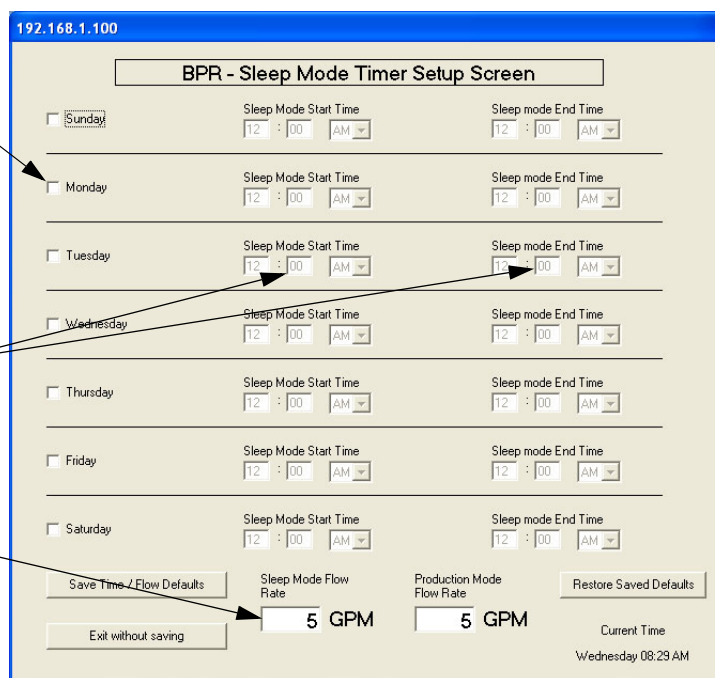 192.168.1.100
BPR - Sleep Mode Timer Setup Screen
Sunday
Sleep Mode Start Time
12 : 00 AM
Sleep mode End Time
12 : 00 AM
Monday
Sleep Mode Start Time
12 : 00 AM
Sleep mode End Time
12 : 00 AM
Tuesday
Sleep Mode Start Time
12 : 00 AM
Sleep mode End Time
12 : 00 AM
Wednesday
Sleep Mode Start Time
12 : 00 AM
Sleep mode End Time
12 : 00 AM
Thursday
Sleep Mode Start Time
12 : 00 AM
Sleep mode End Time
12 : 00 AM
Friday
Sleep Mode Start Time
12 : 00 AM
Sleep mode End Time
12 : 00 AM
Saturday
Sleep Mode Start Time
12 : 00 AM
Sleep mode End Time
12 : 00 AM
Save Time / Flow Defaults
Exit without saving
Sleep Mode Flow
Rate
5 GPM
Production Mode
Flow Rate
5 GPM
Restore Saved Defaults
Current Time
Wednesday 08:29 AM